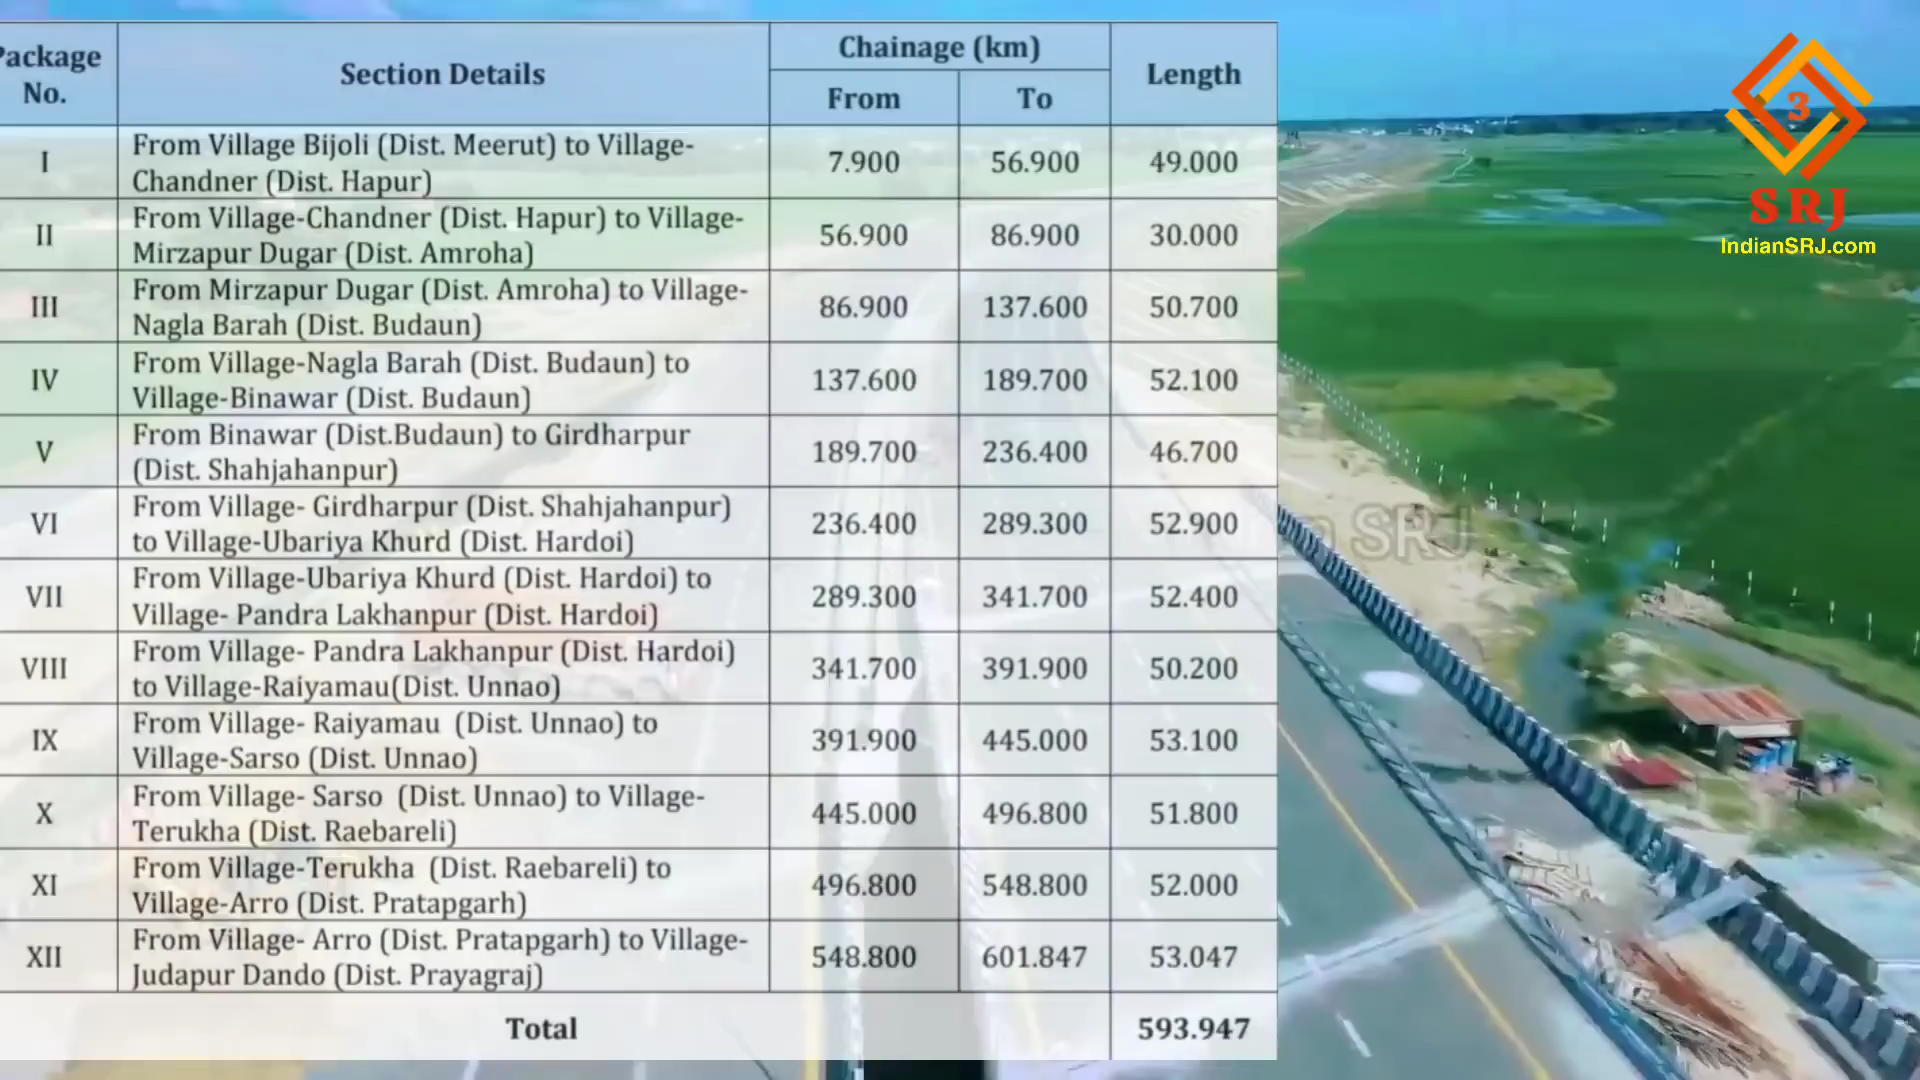 Package No.
Section Details
Chainage (km)
From
To
Length
I
From Village Bijoli (Dist. Meerut) to Village-
Chandner (Dist. Hapur)
7.900
56.900
49.000
II
From Village-Chandner (Dist. Hapur) to Village-
Mirzapur Dugar (Dist. Amroha)
56.900
86.900
30.000
III
From Mirzapur Dugar (Dist. Amroha) to Village-
Nagla Barah (Dist. Budaun)
86.900
137.600
50.700
IV
From Village-Nagla Barah (Dist. Budaun) to
Village-Binawar (Dist. Budaun)
137.600
189.700
52.100
V
From Binawar (Dist.Budaun) to Girdharpur
(Dist. Shahjahanpur)
189.700
236.400
46.700
VI
From Village- Girdharpur (Dist. Shahjahanpur)
to Village-Ubariya Khurd (Dist. Hardoi)
236.400
289.300
52.900
VII
From Village-Ubariya Khurd (Dist. Hardoi) to
Village- Pandra Lakhanpur (Dist. Hardoi)
289.300
341.700
52.400
VIII
From Village- Pandra Lakhanpur (Dist. Hardoi)
to Village-Raiyamau(Dist. Unnao)
341.700
391.900
50.200
IX
From Village- Raiyamau (Dist. Unnao) to
Village-Sarso (Dist. Unnao)
391.900
445.000
53.100
X
From Village- Sarso (Dist. Unnao) to Village-
Terukha (Dist. Raebareli)
445.000
496.800
51.800
XI
From Village-Terukha (Dist. Raebareli) to
Village-Arro (Dist. Pratapgarh)
496.800
548.800
52.000
XII
From Village- Arro (Dist. Pratapgarh) to Village-
Judapur Dando (Dist. Prayagraj)
548.800
601.847
53.047
Total
593.947
3
SRJ
IndianSRJ.com
SRJ